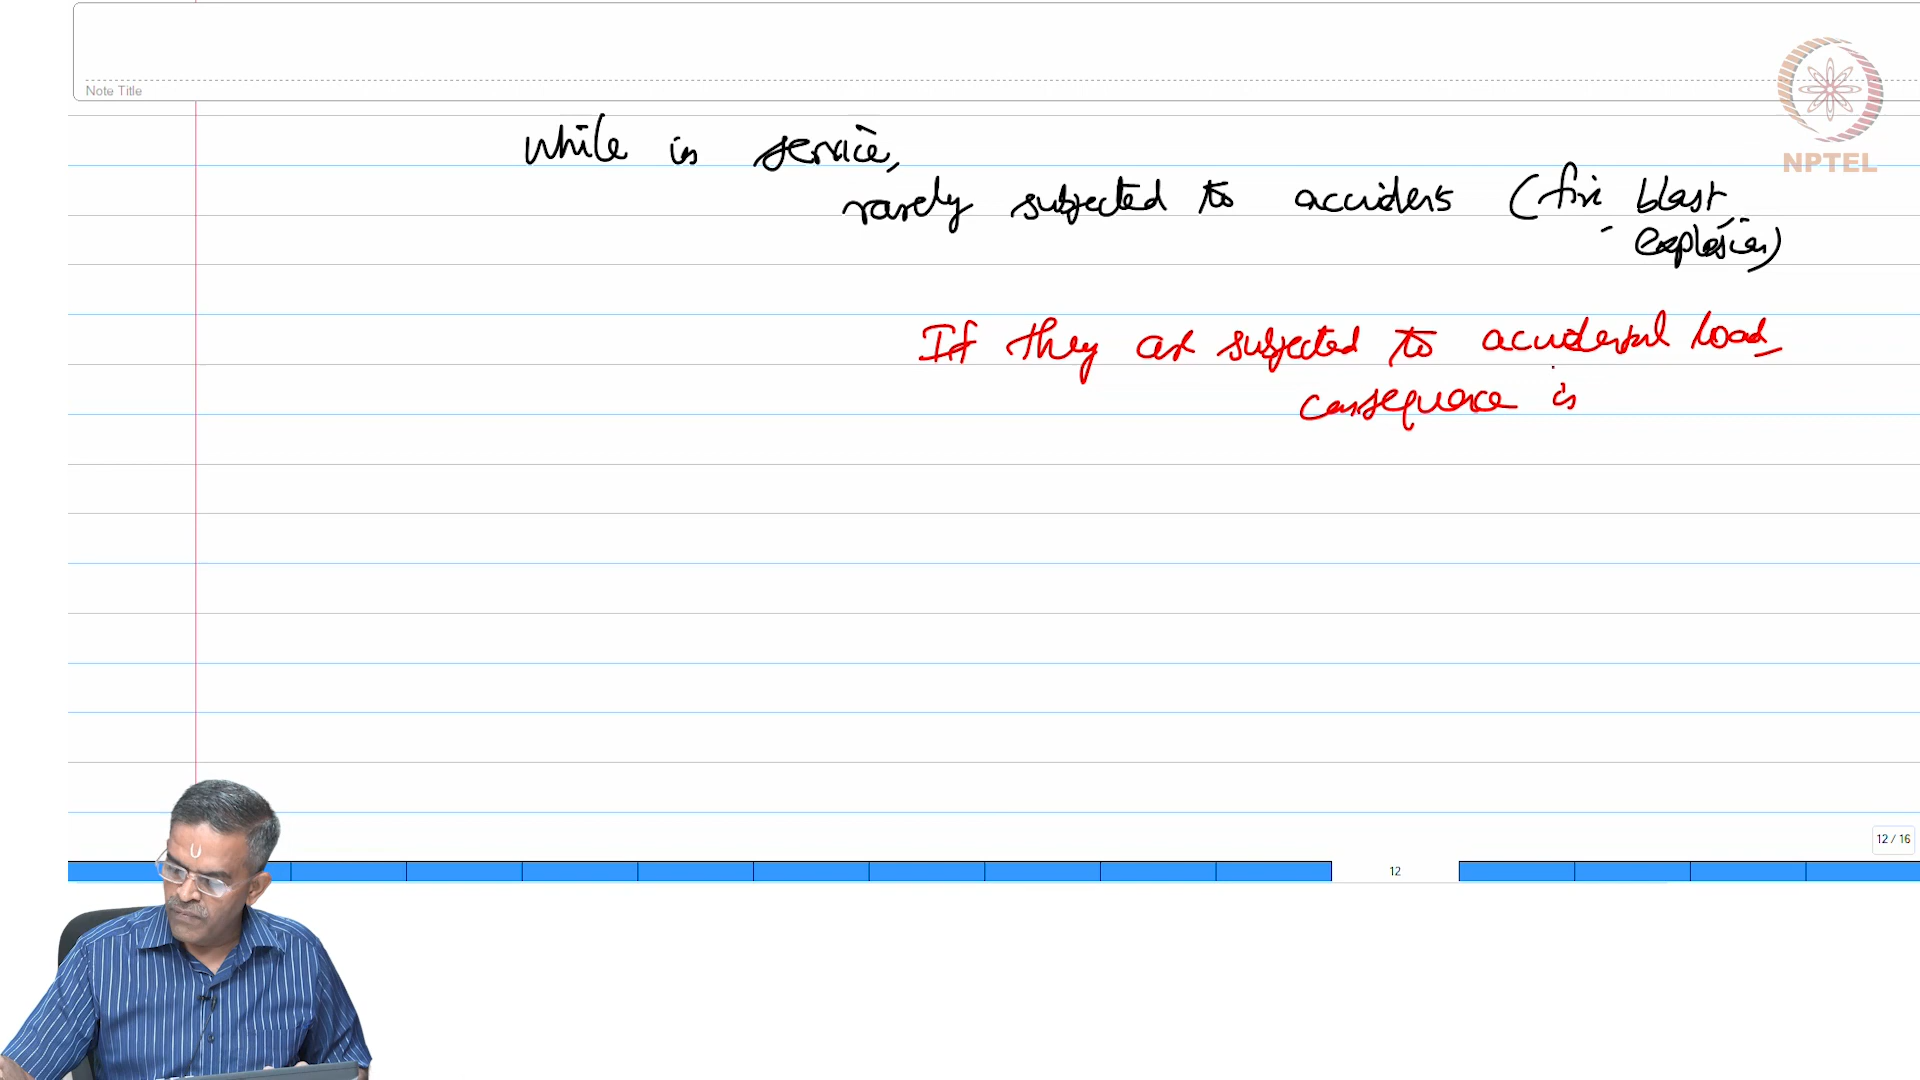 Note Title
NPTEL
while in service,
rarely subjected to accidents (fire blast
explosion)
If they are subjected to accidental load
consequence is
12 / 16
12